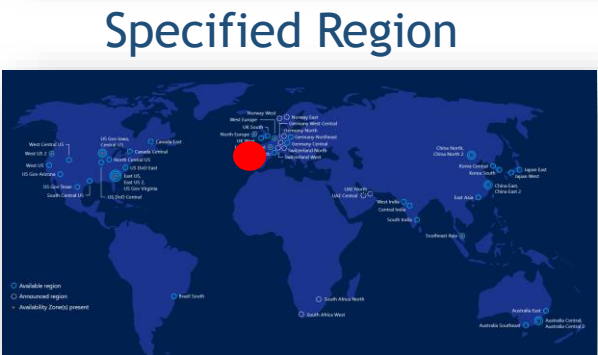 Specified Region
Norway West
Norway East
West Europe
Germany West Central
UK South
Germany North
North Europe
Germany Northeast
UK West
Germany Central
Switzerland North
Switzerland West
West Central US
US Gov Iowa,
Central US
Canada East
West US 2
Canada Central
North Central US
West US
US DoD East
US Gov Arizona
East US,
East US 2,
US Gov Virginia
US Gov Texas
South Central US
US DoD Central
China North,
China North 2
Korea Central
Korea South
Japan East
Japan West
UAE North
UAE Central
West India
Central India
South India
China East,
China East 2
East Asia
Southeast Asia
Available region
Announced region
Availability Zone(s) present
Brazil South
South Africa North
South Africa West
Australia East
Australia Central,
Australia Central 2
Australia Southeast